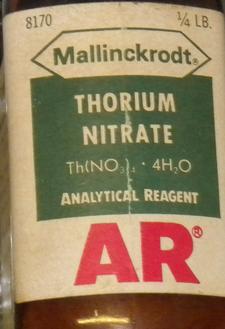 8170 ¼ LB.
Mallinckrodt®
THORIUM
NITRATE
Th(NO₃)₄ · 4H₂O
ANALYTICAL REAGENT
AR®